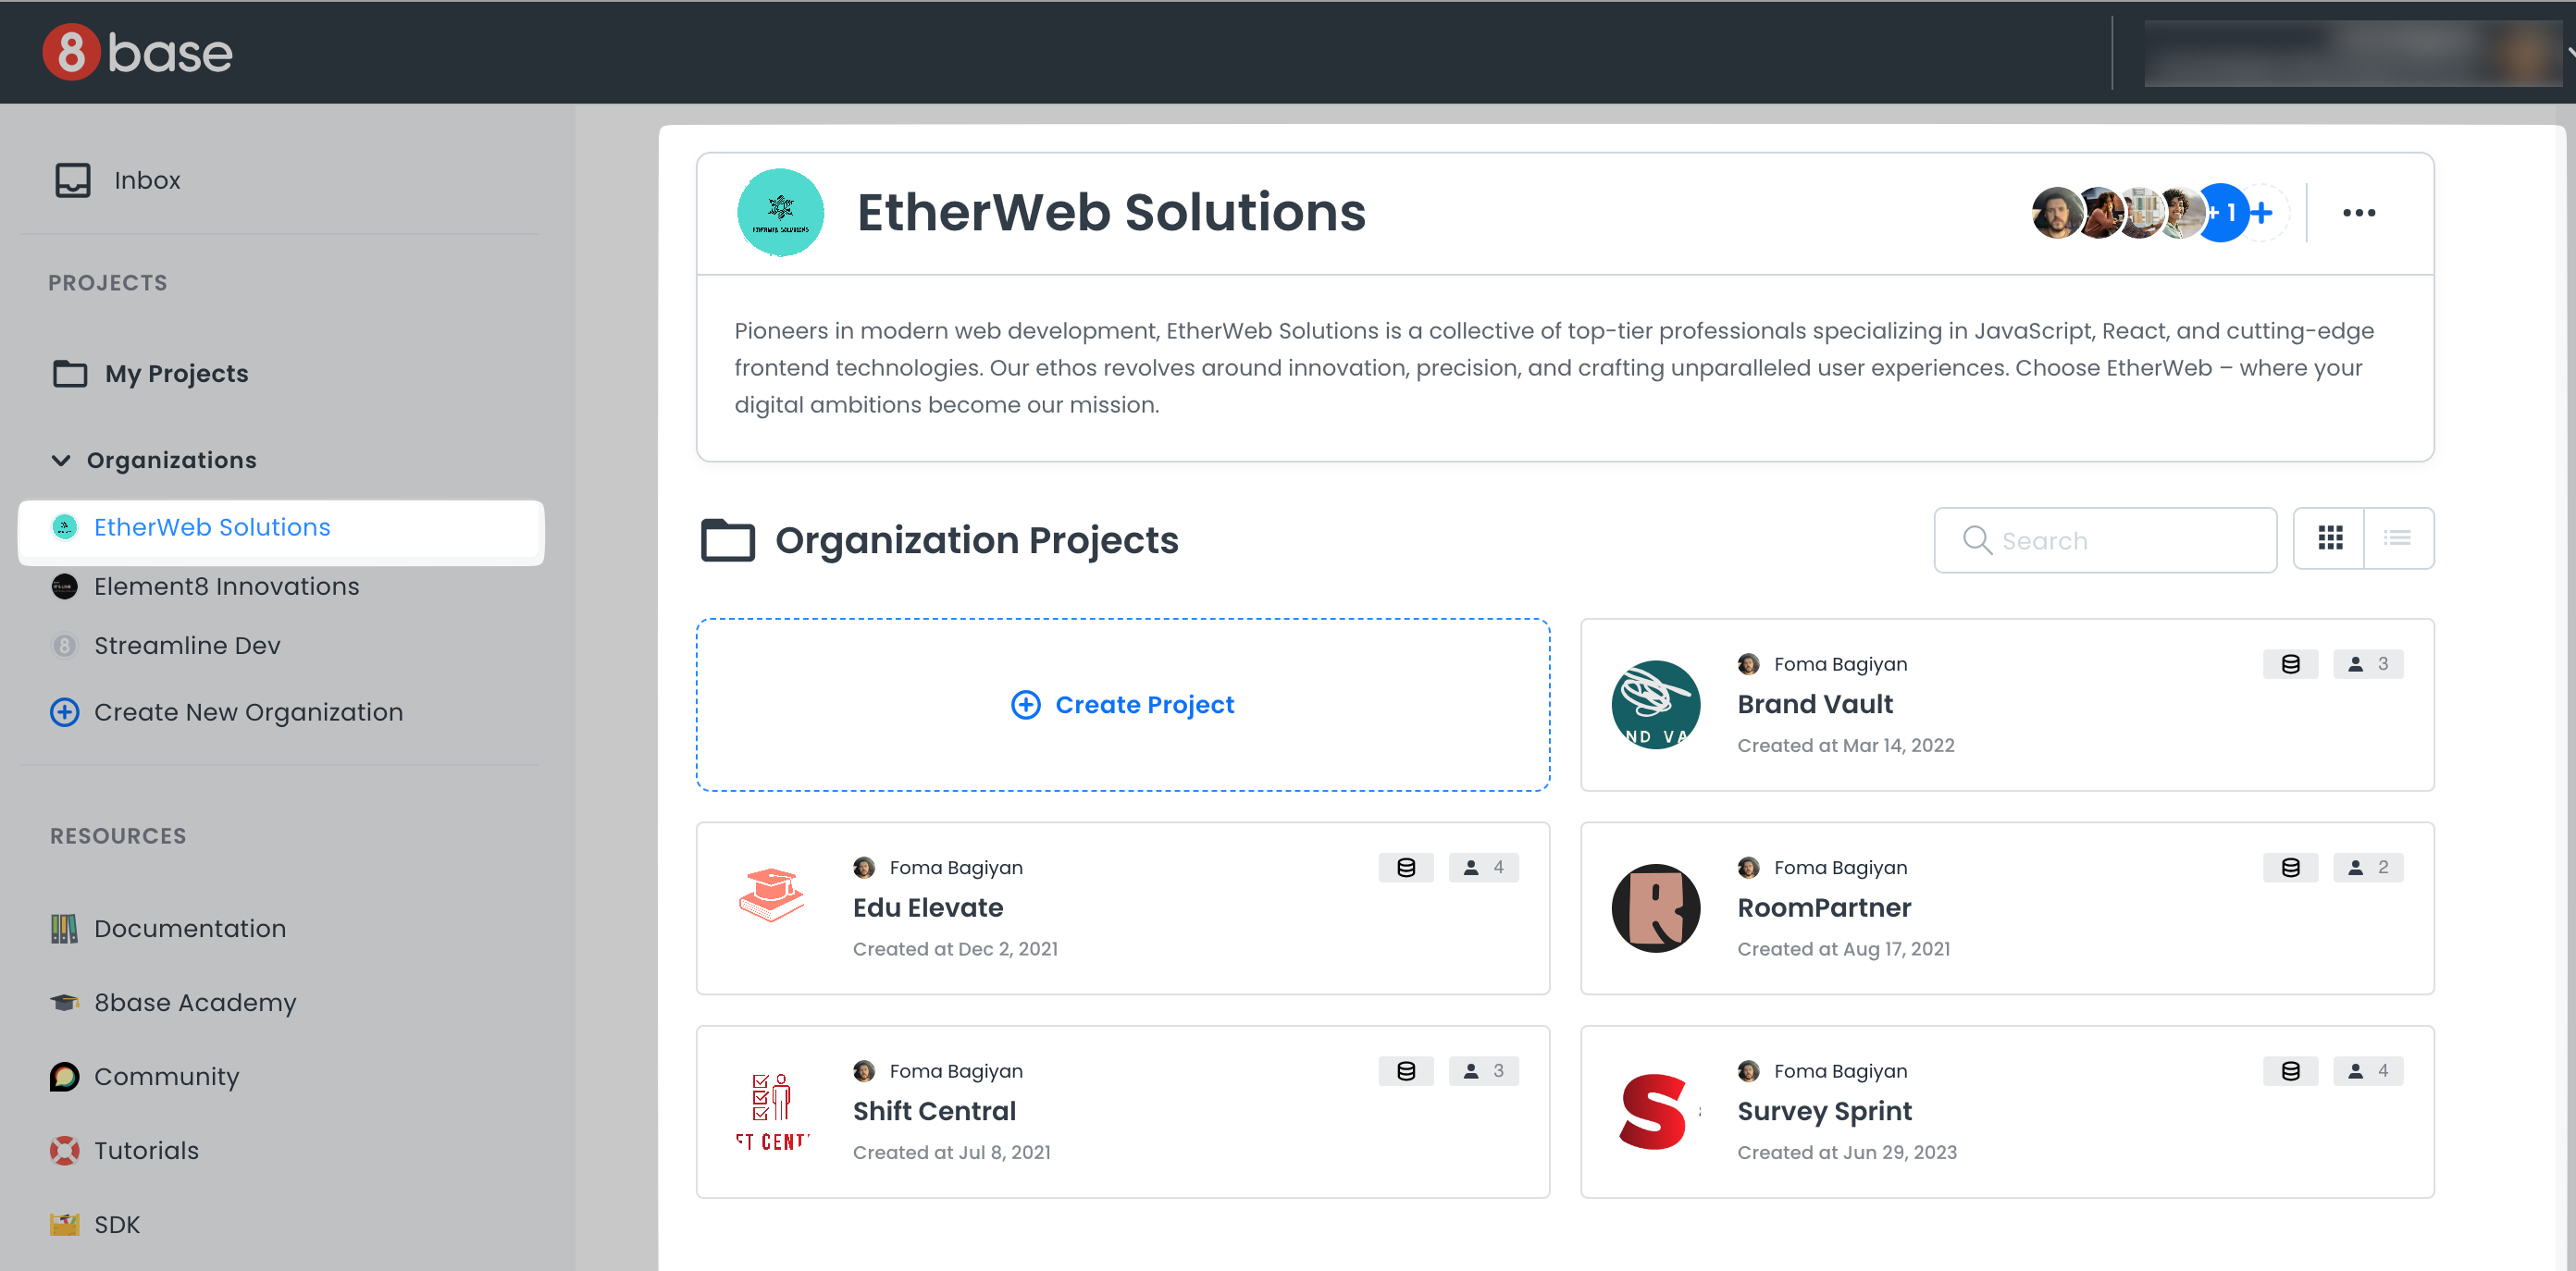 8base
Inbox
PROJECTS
My Projects
Organizations
EtherWeb Solutions
Element8 Innovations
8 Streamline Dev
Create New Organization
RESOURCES
Documentation
8base Academy
Community
Tutorials
SDK
EtherWeb Solutions
+ 1
Pioneers in modern web development, EtherWeb Solutions is a collective of top-tier professionals specializing in JavaScript, React, and cutting-edge
frontend technologies. Our ethos revolves around innovation, precision, and crafting unparalleled user experiences. Choose EtherWeb – where your
digital ambitions become our mission.
Organization Projects
Search
Create Project
Foma Bagiyan
3
Brand Vault
Created at Mar 14, 2022
ND VA
Foma Bagiyan
4
Edu Elevate
Created at Dec 2, 2021
R
Foma Bagiyan
2
RoomPartner
Created at Aug 17, 2021
Foma Bagiyan
3
Shift Central
Created at Jul 8, 2021
FT CENT
S
Foma Bagiyan
4
Survey Sprint
Created at Jun 29, 2023